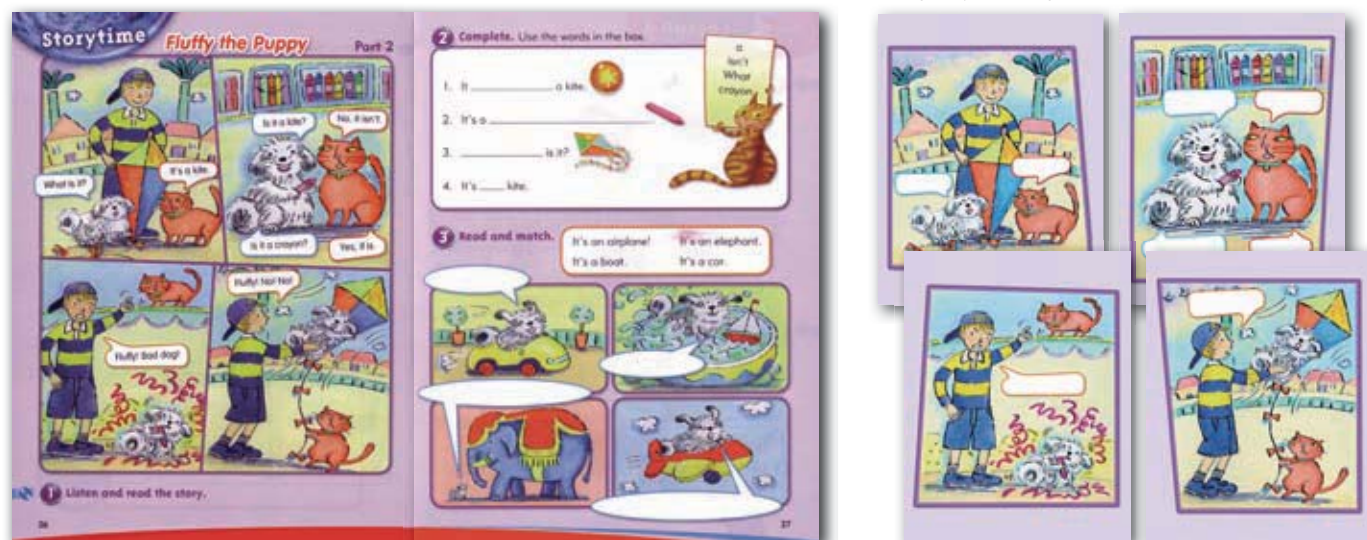 Storytime
Fluffy the Puppy
Part 2
What is it?
It's a kite.
Is it a kite?
No, it isn't.
Is it a crayon?
Yes, it is.
Fluffy! Bad dog!
Fluffy! No! No!
1 Listen and read the story.
26
2 Complete. Use the words in the box.
a
isn't
What
crayon
1. It ____________ a kite.
2. It's a ________________________
3. ____________ is it?
4. It's ____ kite.
3 Read and match.
It's an airplane! It's an elephant.
It's a boat. It's a car.
27